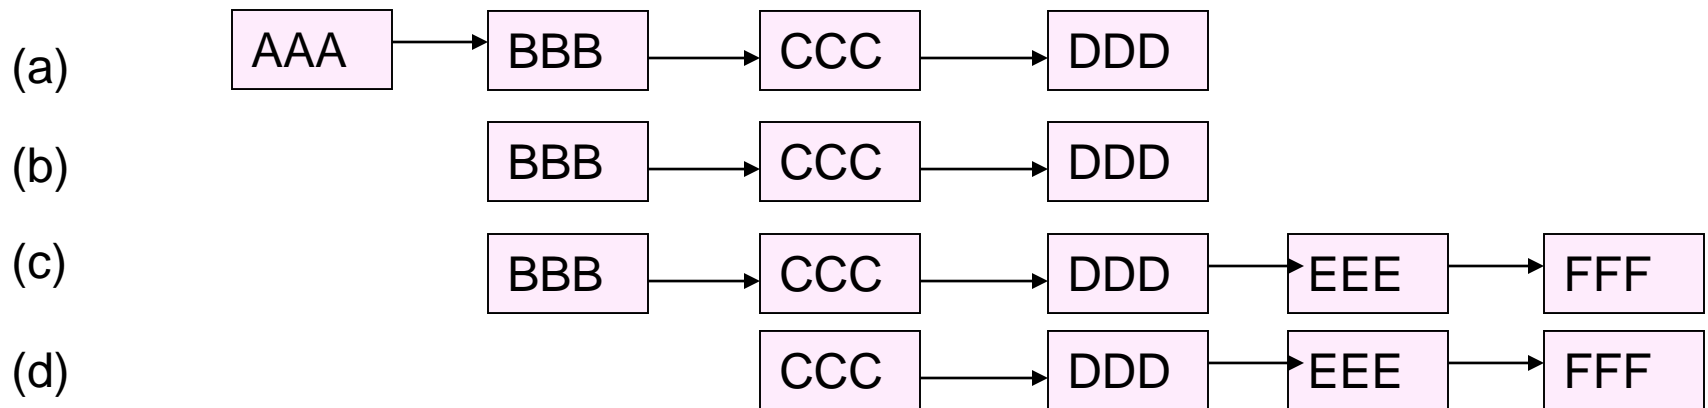 (a) AAA BBB CCC DDD
(b) BBB CCC DDD
(c) BBB CCC DDD EEE FFF
(d) CCC DDD EEE FFF